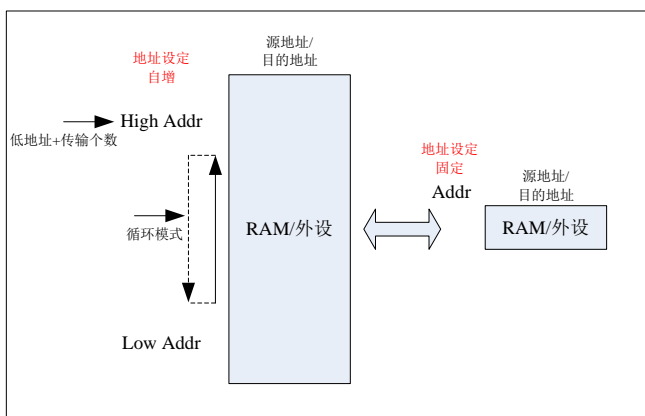 地址设定
自增
源地址/
目的地址
High Addr
低地址+传输个数
循环模式
Low Addr
RAM/外设
地址设定
固定
Addr
源地址/
目的地址
RAM/外设